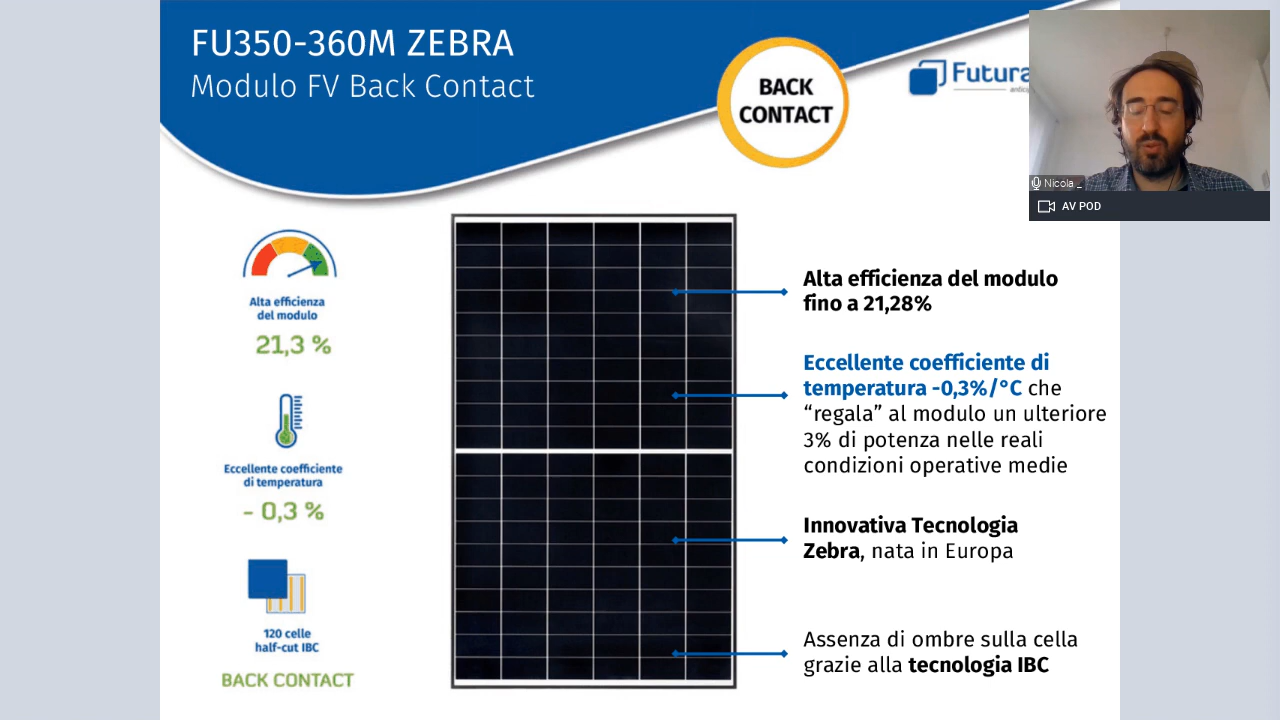 FU350-360M ZEBRA
Modulo FV Back Contact
BACK
CONTACT
Futura
Nicola _
AV POD
Alta efficienza
del modulo
21,3 %
Eccellente coefficiente
di temperatura
- 0,3 %
120 celle
half-cut IBC
BACK CONTACT
Alta efficienza del modulo
fino a 21,28%
Eccellente coefficiente di
temperatura -0,3%/°C che
“regala” al modulo un ulteriore
3% di potenza nelle reali
condizioni operative medie
Innovativa Tecnologia
Zebra, nata in Europa
Assenza di ombre sulla cella
grazie alla tecnologia IBC